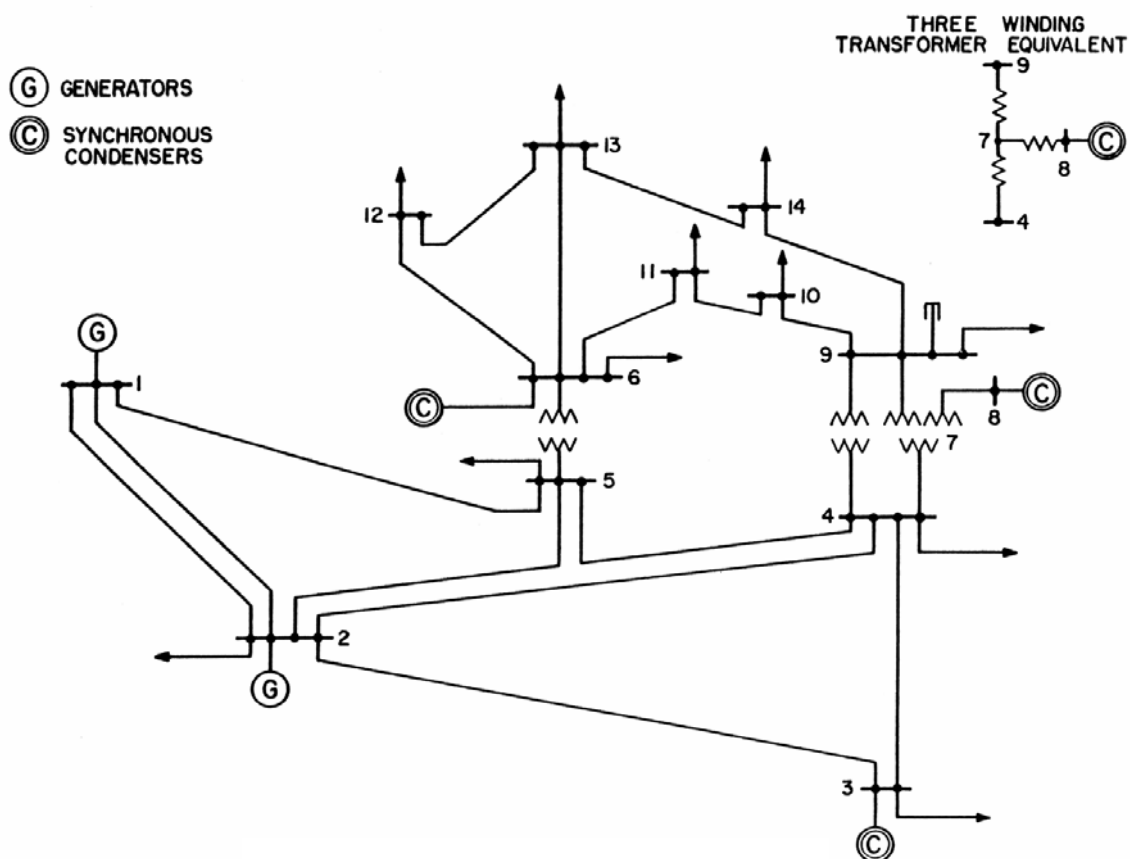 THREE WINDING
TRANSFORMER EQUIVALENT
9
7
C
8
4
G GENERATORS
C SYNCHRONOUS
CONDENSERS
13
12
14
11
10
G
1
9
6
C
8
C
7
5
4
2
G
3
C